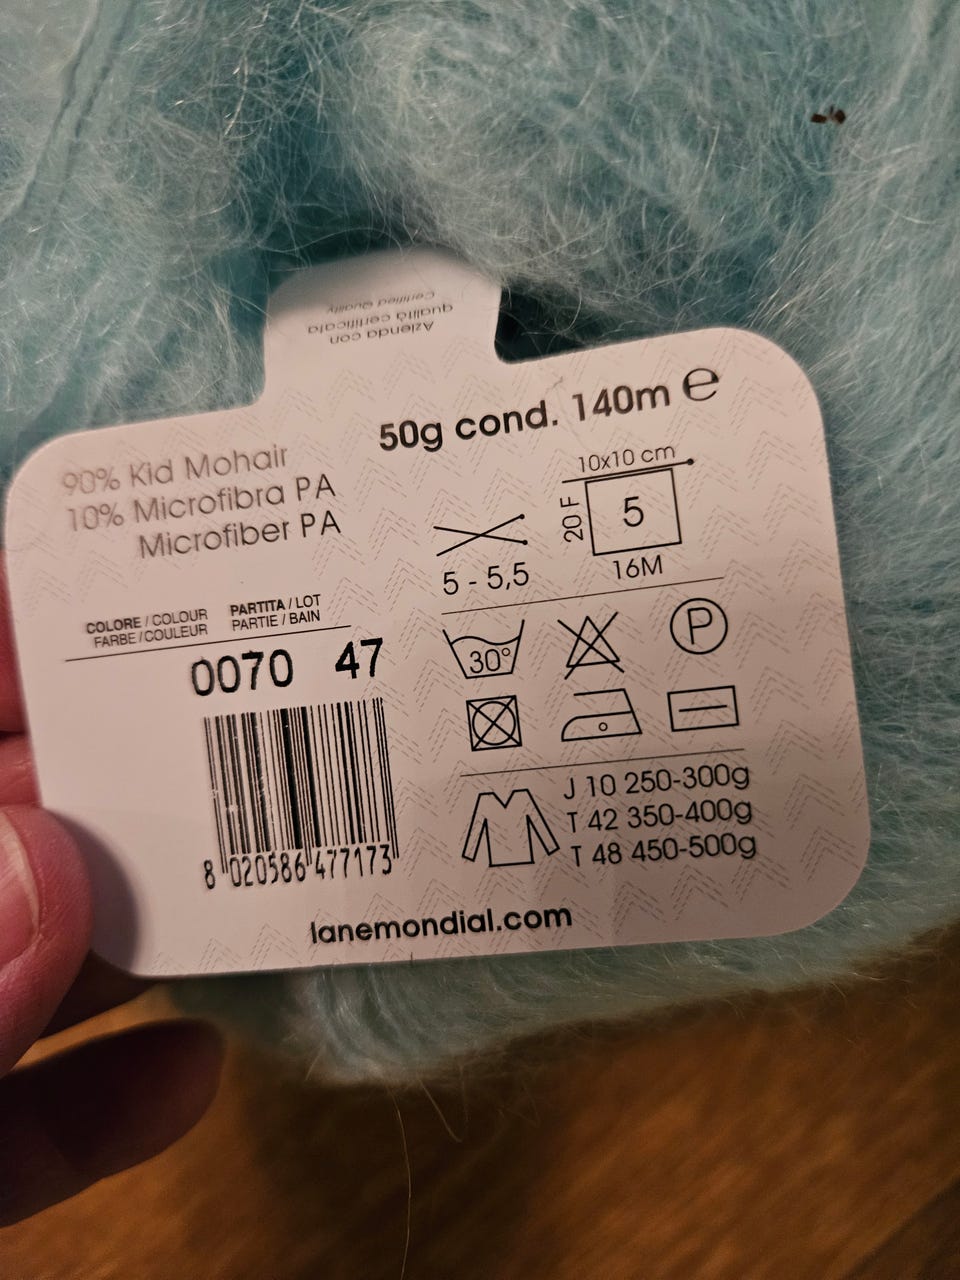 Azienda con
qualità certificata
Certified Quality
50g cond. 140m ℮
90% Kid Mohair
10% Microfibra PA
Microfiber PA
5 - 5,5
10x10 cm
20 F
5
16M
COLORE / COLOUR
FARBE / COULEUR
PARTITA / LOT
PARTIE / BAIN
0070 47
30°
P
8 020586 477173
J 10 250-300g
T 42 350-400g
T 48 450-500g
lanemondial.com